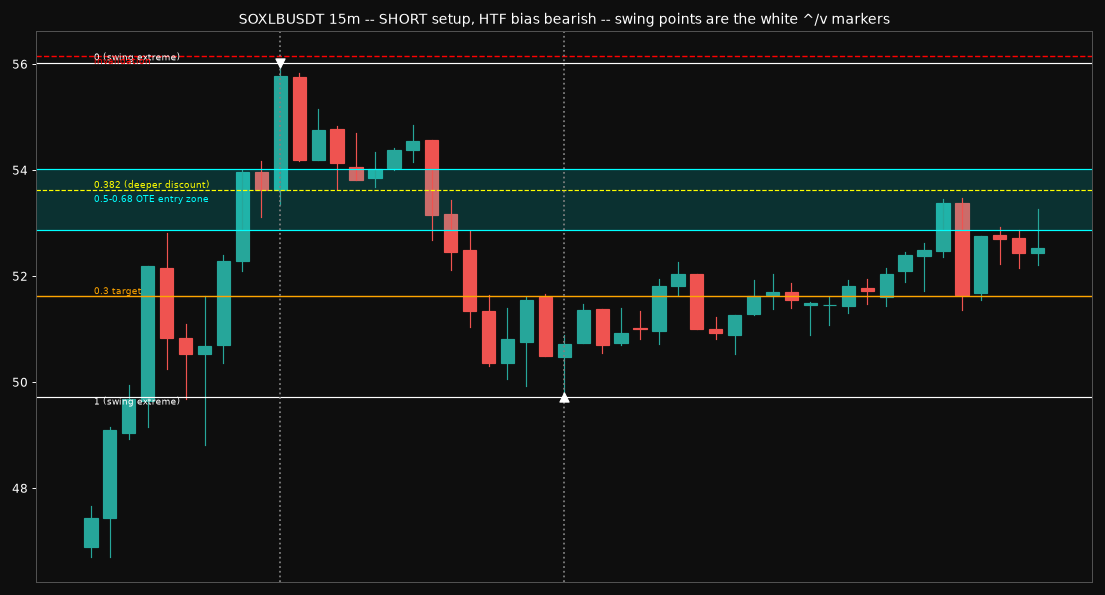 SOXLBUSDT 15m -- SHORT setup, HTF bias bearish -- swing points are the white ^/v markers
56
0 (swing extreme)
54
0.382 (deeper discount)
0.5-0.68 OTE entry zone
52
0.3 target
50
1 (swing extreme)
48